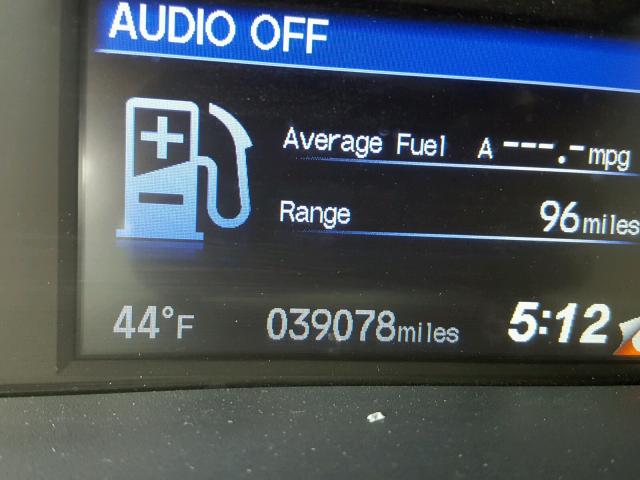 AUDIO OFF
Average Fuel A ---.- mpg
Range 96 miles
44°F 039078 miles 5:12